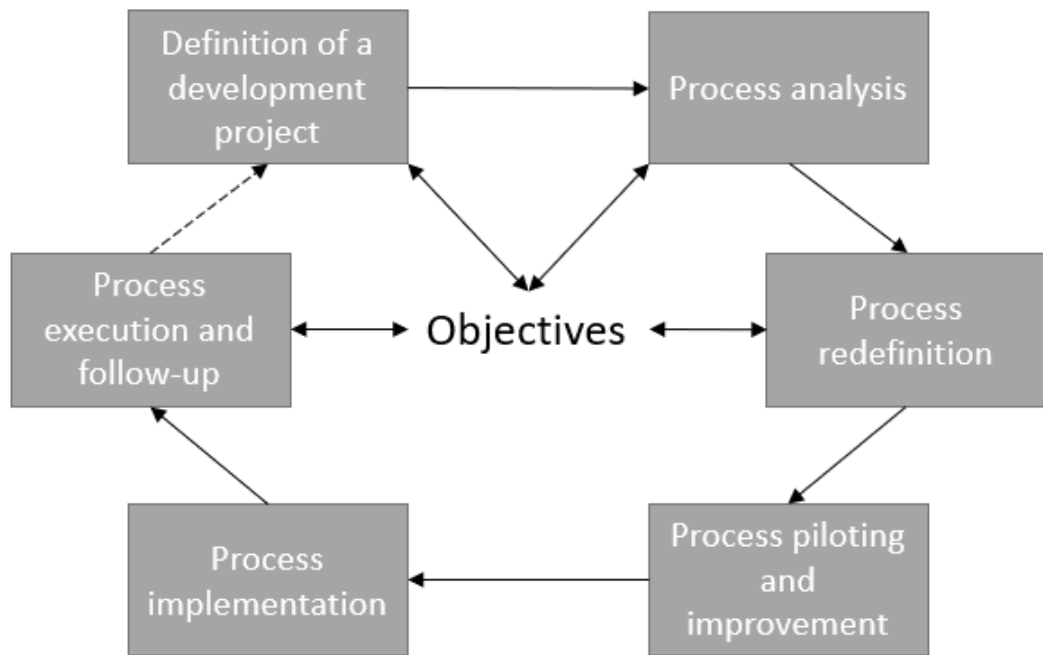 Definition of a
development
project
Process analysis
Process
execution and
follow-up
Objectives
Process
redefinition
Process
implementation
Process piloting
and
improvement